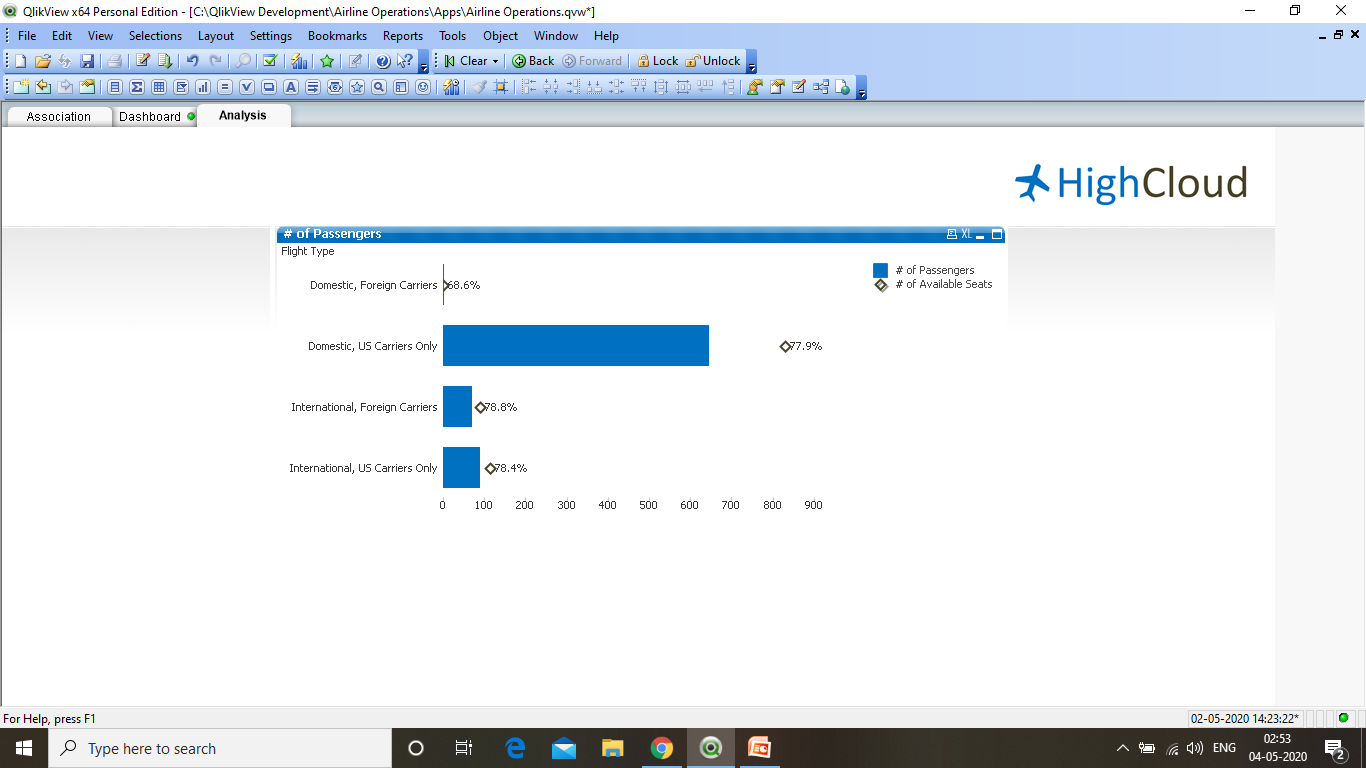 QlikView x64 Personal Edition - [C:\QlikView Development\Airline Operations\Apps\Airline Operations.qvw*]
File Edit View Selections Layout Settings Bookmarks Reports Tools Object Window Help
Clear Back Forward Lock Unlock
Association Dashboard Analysis
HighCloud
# of Passengers XL
Flight Type
# of Passengers
# of Available Seats
Domestic, Foreign Carriers 68.6%
Domestic, US Carriers Only 77.9%
International, Foreign Carriers 78.8%
International, US Carriers Only 78.4%
0 100 200 300 400 500 600 700 800 900
For Help, press F1 02-05-2020 14:23:22*
Type here to search
ENG
02:53
04-05-2020
2